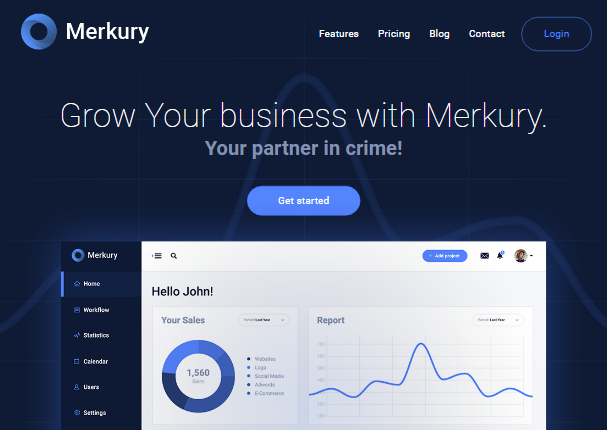 Merkury
Features Pricing Blog Contact Login
Grow Your business with Merkury.
Your partner in crime!
Get started
Merkury
+ Add project
Home
Hello John!
Workflow
Your Sales
Period: Last Year
Report
Period: Last Year
Statistics
Websites
Logo
Social Media
Adwords
E-Commerce
1,560
Sales
Calendar
Users
Settings